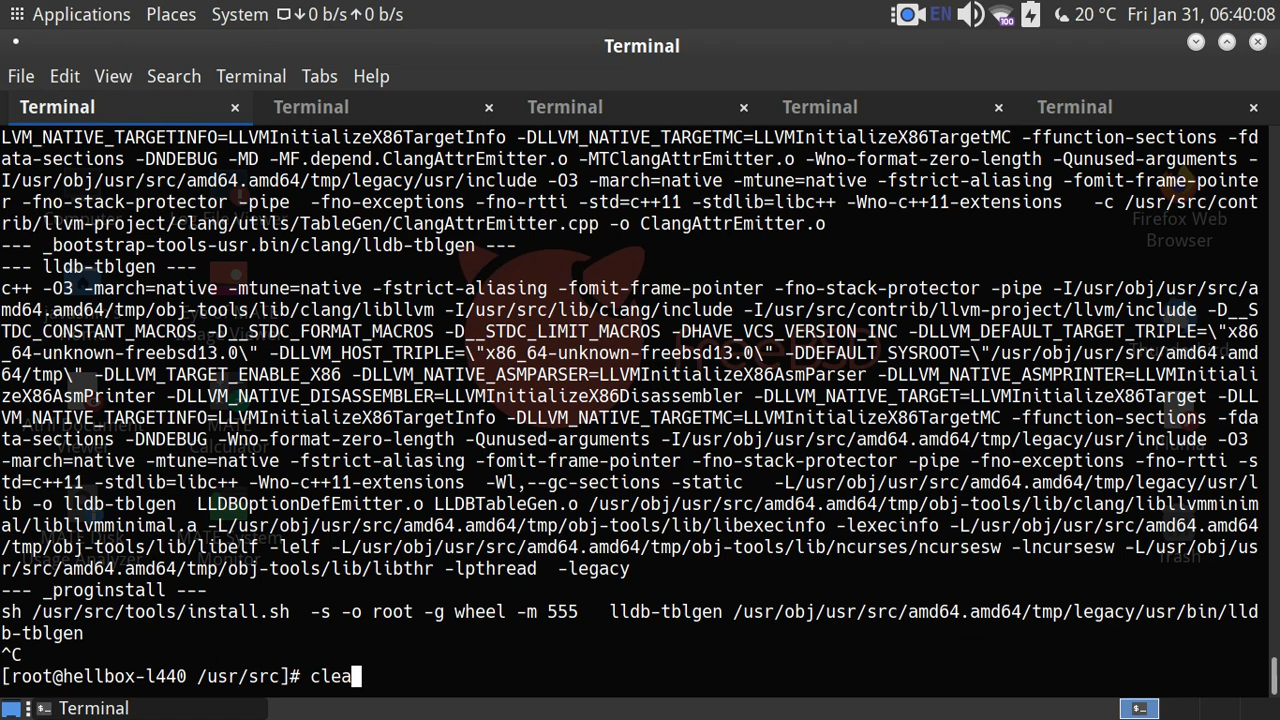 Applications Places System 0 b/s 0 b/s EN 100 20 °C Fri Jan 31, 06:40:08
Terminal
File Edit View Search Terminal Tabs Help
Terminal × Terminal × Terminal × Terminal × Terminal ×
LVM_NATIVE_TARGETINFO=LLVMInitializeX86TargetInfo -DLLVM_NATIVE_TARGETMC=LLVMInitializeX86TargetMC -ffunction-sections -fd
ata-sections -DNDEBUG -MD -MF.depend.ClangAttrEmitter.o -MTClangAttrEmitter.o -Wno-format-zero-length -Qunused-arguments -
I/usr/obj/usr/src/amd64.amd64/tmp/legacy/usr/include -O3 -march=native -mtune=native -fstrict-aliasing -fomit-frame-pointe
r -fno-stack-protector -pipe  -fno-exceptions -fno-rtti -std=c++11 -stdlib=libc++ -Wno-c++11-extensions   -c /usr/src/cont
rib/llvm-project/clang/utils/TableGen/ClangAttrEmitter.cpp -o ClangAttrEmitter.o
--- _bootstrap-tools-usr.bin/clang/lldb-tblgen ---
--- lldb-tblgen ---
c++ -O3 -march=native -mtune=native -fstrict-aliasing -fomit-frame-pointer -fno-stack-protector -pipe -I/usr/obj/usr/src/a
md64.amd64/tmp/obj-tools/lib/clang/libllvm -I/usr/src/lib/clang/include -I/usr/src/contrib/llvm-project/llvm/include -D__S
TDC_CONSTANT_MACROS -D__STDC_FORMAT_MACROS -D__STDC_LIMIT_MACROS -DHAVE_VCS_VERSION_INC -DLLVM_DEFAULT_TARGET_TRIPLE=\"x86
_64-unknown-freebsd13.0\" -DLLVM_HOST_TRIPLE=\"x86_64-unknown-freebsd13.0\" -DDEFAULT_SYSROOT=\"/usr/obj/usr/src/amd64.amd
64/tmp\" -DLLVM_TARGET_ENABLE_X86 -DLLVM_NATIVE_ASMPARSER=LLVMInitializeX86AsmParser -DLLVM_NATIVE_ASMPRINTER=LLVMInitiali
zeX86AsmPrinter -DLLVM_NATIVE_DISASSEMBLER=LLVMInitializeX86Disassembler -DLLVM_NATIVE_TARGET=LLVMInitializeX86Target -DLL
VM_NATIVE_TARGETINFO=LLVMInitializeX86TargetInfo -DLLVM_NATIVE_TARGETMC=LLVMInitializeX86TargetMC -ffunction-sections -fda
ta-sections -DNDEBUG -Wno-format-zero-length -Qunused-arguments -I/usr/obj/usr/src/amd64.amd64/tmp/legacy/usr/include -O3
-march=native -mtune=native -fstrict-aliasing -fomit-frame-pointer -fno-stack-protector -pipe -fno-exceptions -fno-rtti -s
td=c++11 -stdlib=libc++ -Wno-c++11-extensions -Wl,--gc-sections -static   -L/usr/obj/usr/src/amd64.amd64/tmp/legacy/usr/l
ib -o lldb-tblgen  LLDBOptionDefEmitter.o LLDBTableGen.o /usr/obj/usr/src/amd64.amd64/tmp/obj-tools/lib/clang/libllvmminim
al/libllvmminimal.a -L/usr/obj/usr/src/amd64.amd64/tmp/obj-tools/lib/libexecinfo -lexecinfo -L/usr/obj/usr/src/amd64.amd64
/tmp/obj-tools/lib/libelf -lelf -L/usr/obj/usr/src/amd64.amd64/tmp/obj-tools/lib/ncurses/ncursesw -lncursesw -L/usr/obj/us
r/src/amd64.amd64/tmp/obj-tools/lib/libthr -lpthread  -legacy
--- _proginstall ---
sh /usr/src/tools/install.sh  -s -o root -g wheel -m 555   lldb-tblgen /usr/obj/usr/src/amd64.amd64/tmp/legacy/usr/bin/lld
b-tblgen
^C
[root@hellbox-l440 /usr/src]# clea
Firefox Web
Browser
Trash
Terminal